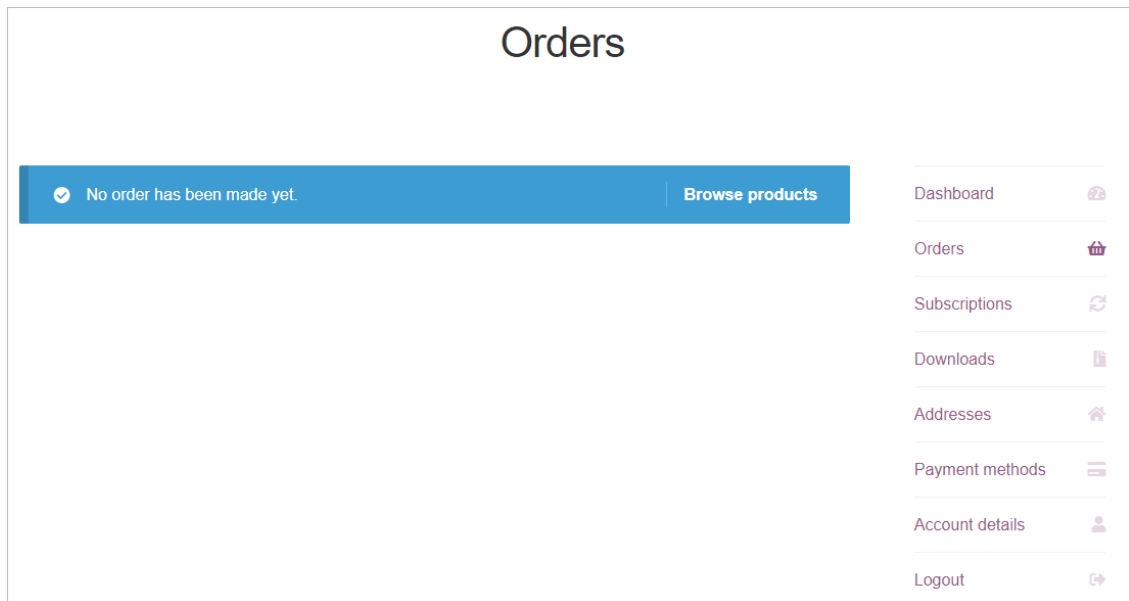 Orders
No order has been made yet.
Browse products
Dashboard
Orders
Subscriptions
Downloads
Addresses
Payment methods
Account details
Logout